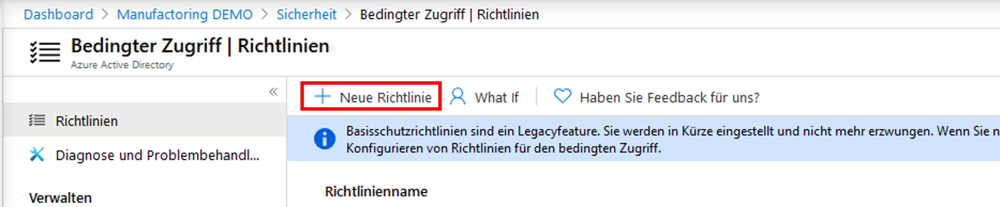 Dashboard > Manufactoring DEMO > Sicherheit > Bedingter Zugriff | Richtlinien
Bedingter Zugriff | Richtlinien
Azure Active Directory
«
Neue Richtlinie
What If
Haben Sie Feedback für uns?
Richtlinien
Diagnose und Problembehandl...
Verwalten
Basisschutzrichtlinien sind ein Legacyfeature. Sie werden in Kürze eingestellt und nicht mehr erzwungen. Wenn Sie n
Konfigurieren von Richtlinien für den bedingten Zugriff.
Richtlinienname